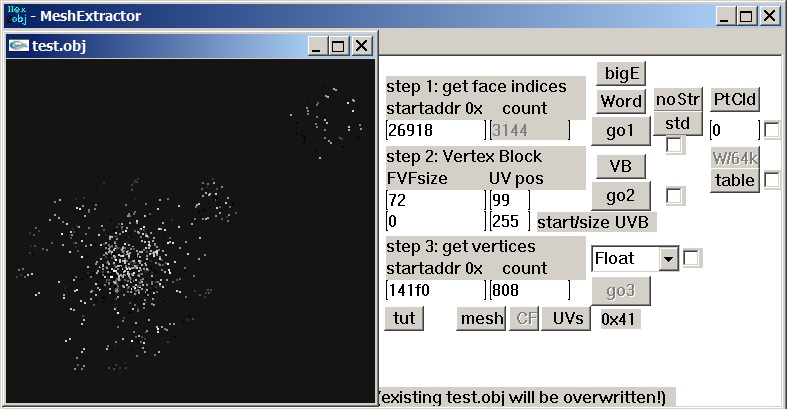 Hex
obj - MeshExtractor
test.obj
step 1: get face indices
startaddr 0x count
26918 3144
bigE
Word
go1
noStr
std
PtCld
0
step 2: Vertex Block
FVFsize UV pos
72 99
0 255 start/size UVB
VB
go2
W/64k
table
step 3: get vertices
startaddr 0x count
141f0 808
Float
go3
tut mesh CF UVs 0x41
(existing test.obj will be overwritten!)